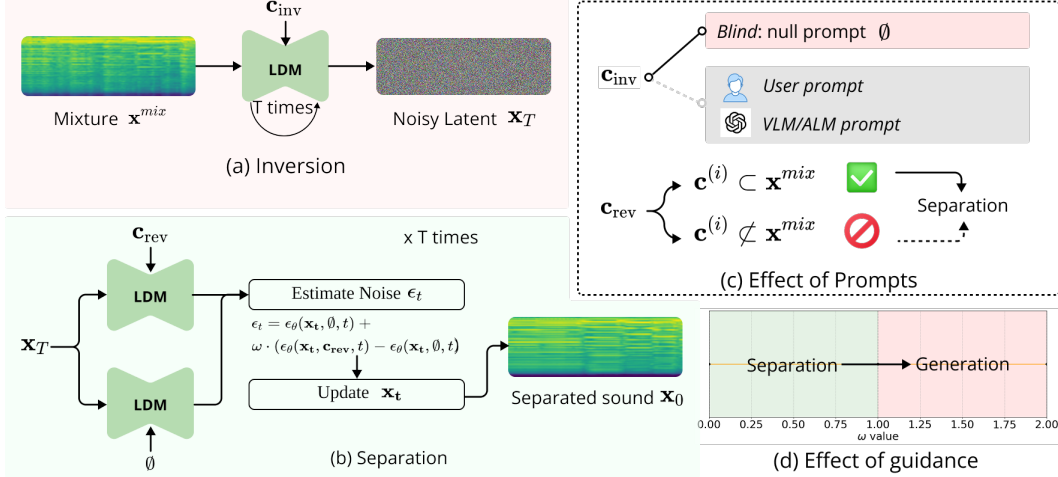 c_inv
LDM
T times
Mixture x^mix
Noisy Latent x_T
(a) Inversion
c_inv
Blind: null prompt ∅
User prompt
VLM/ALM prompt
c_rev
c^(i) ⊂ x^mix
c^(i) ⊄ x^mix
Separation
(c) Effect of Prompts
c_rev
x T times
LDM
x_T
LDM
∅
Estimate Noise ϵ_t
ϵ_t = ϵ_θ(x_t, ∅, t) +
ω · (ϵ_θ(x_t, c_rev, t) − ϵ_θ(x_t, ∅, t)
Update x_t
Separated sound x_0
(b) Separation
Separation
Generation
0.00 0.25 0.50 0.75 1.00 1.25 1.50 1.75 2.00
ω value
(d) Effect of guidance